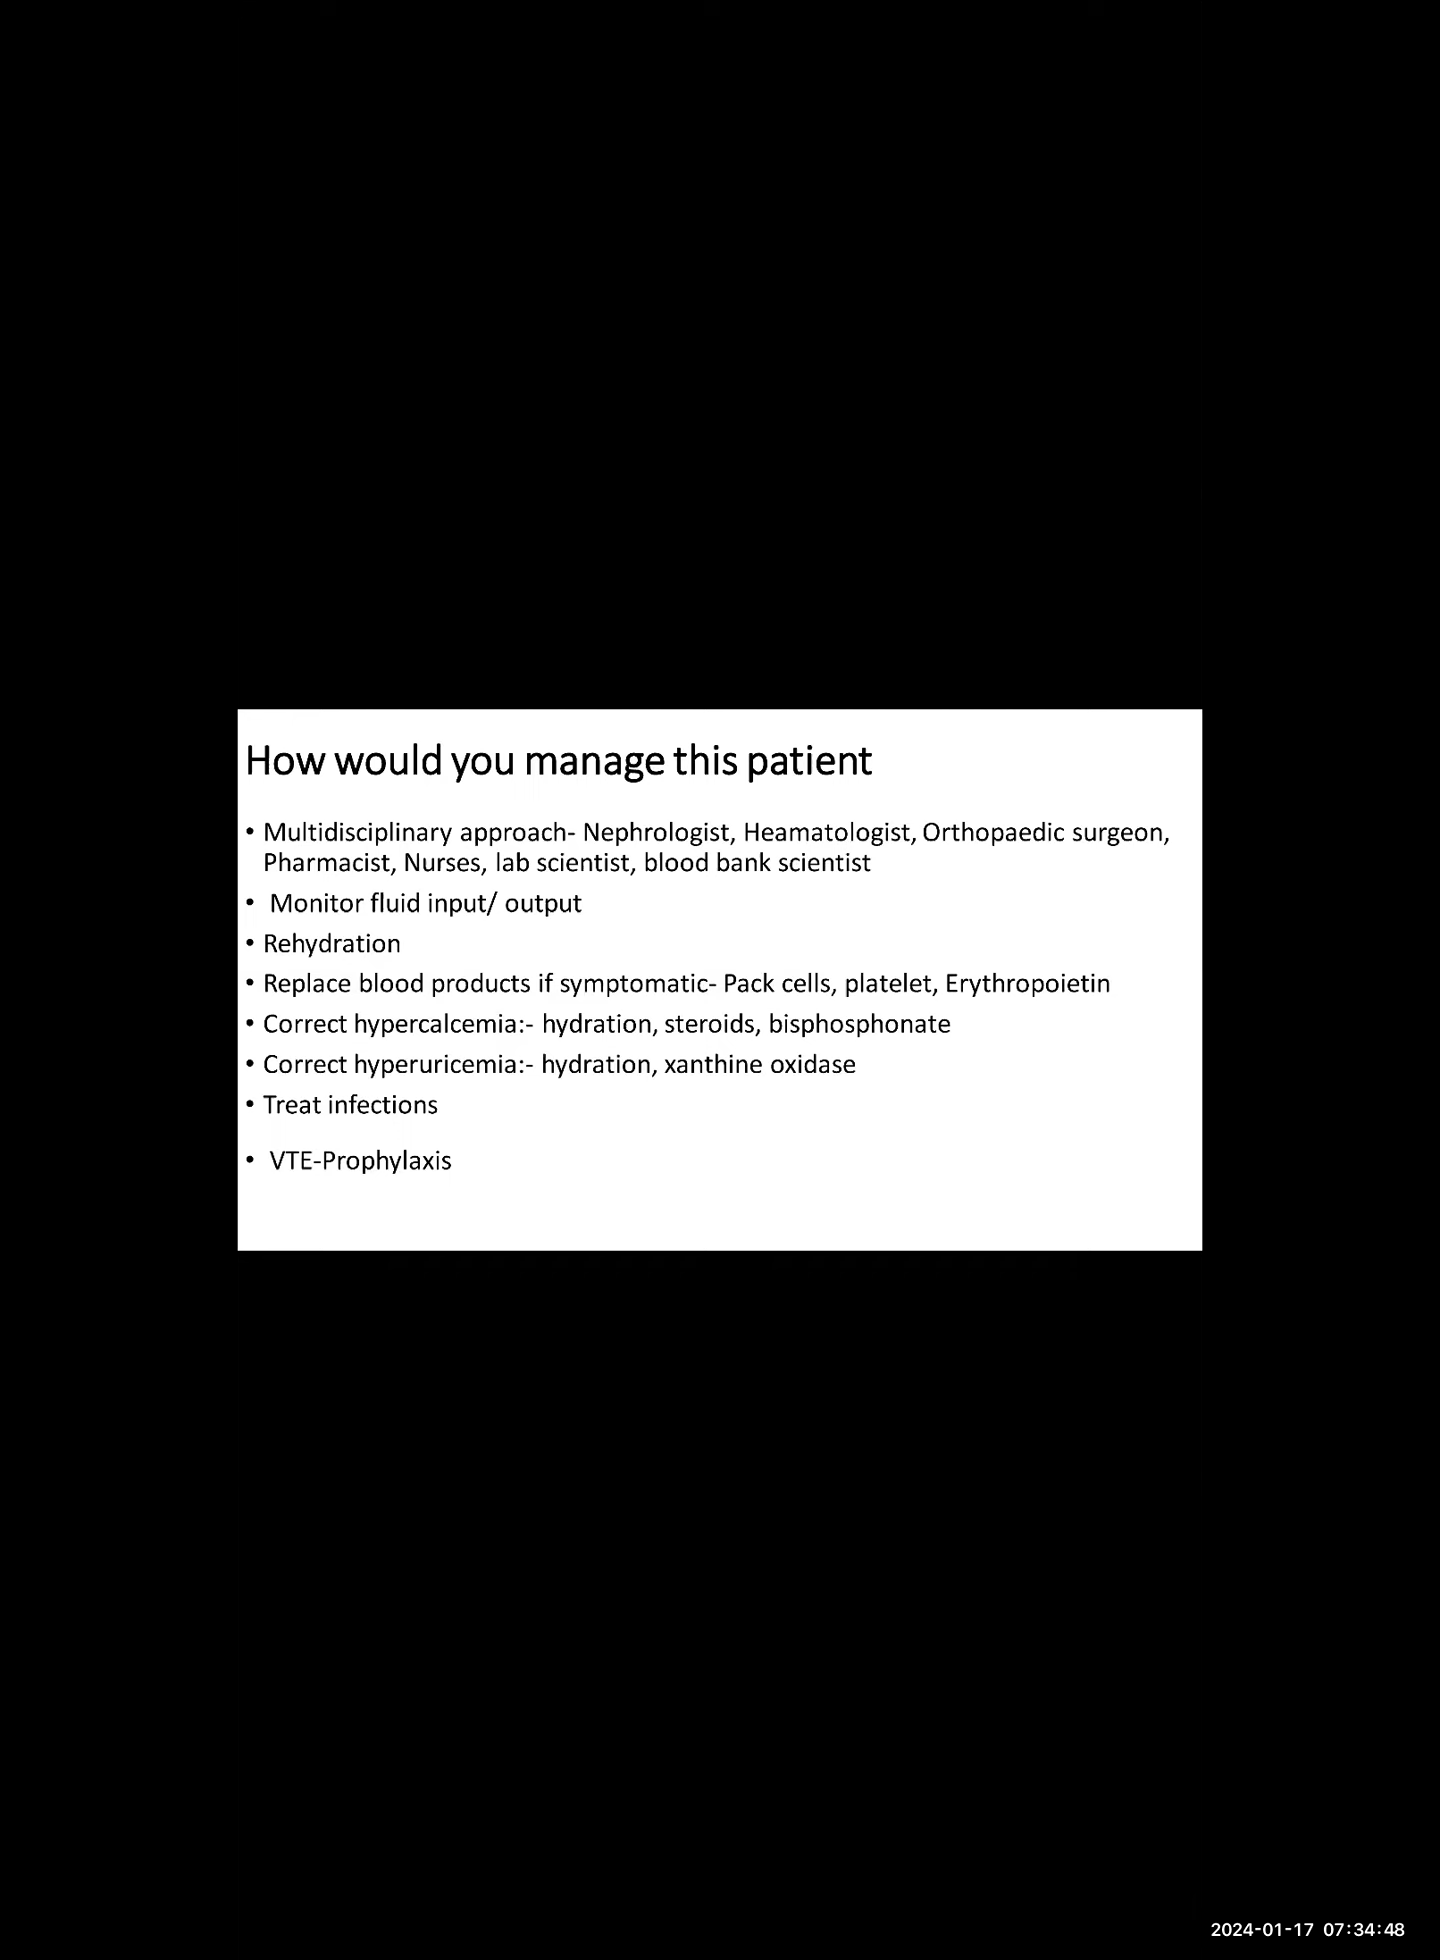 How would you manage this patient
• Multidisciplinary approach- Nephrologist, Heamatologist, Orthopaedic surgeon,
Pharmacist, Nurses, lab scientist, blood bank scientist
• Monitor fluid input/ output
• Rehydration
• Replace blood products if symptomatic- Pack cells, platelet, Erythropoietin
• Correct hypercalcemia:- hydration, steroids, bisphosphonate
• Correct hyperuricemia:- hydration, xanthine oxidase
• Treat infections
• VTE-Prophylaxis
2024-01-17 07:34:48